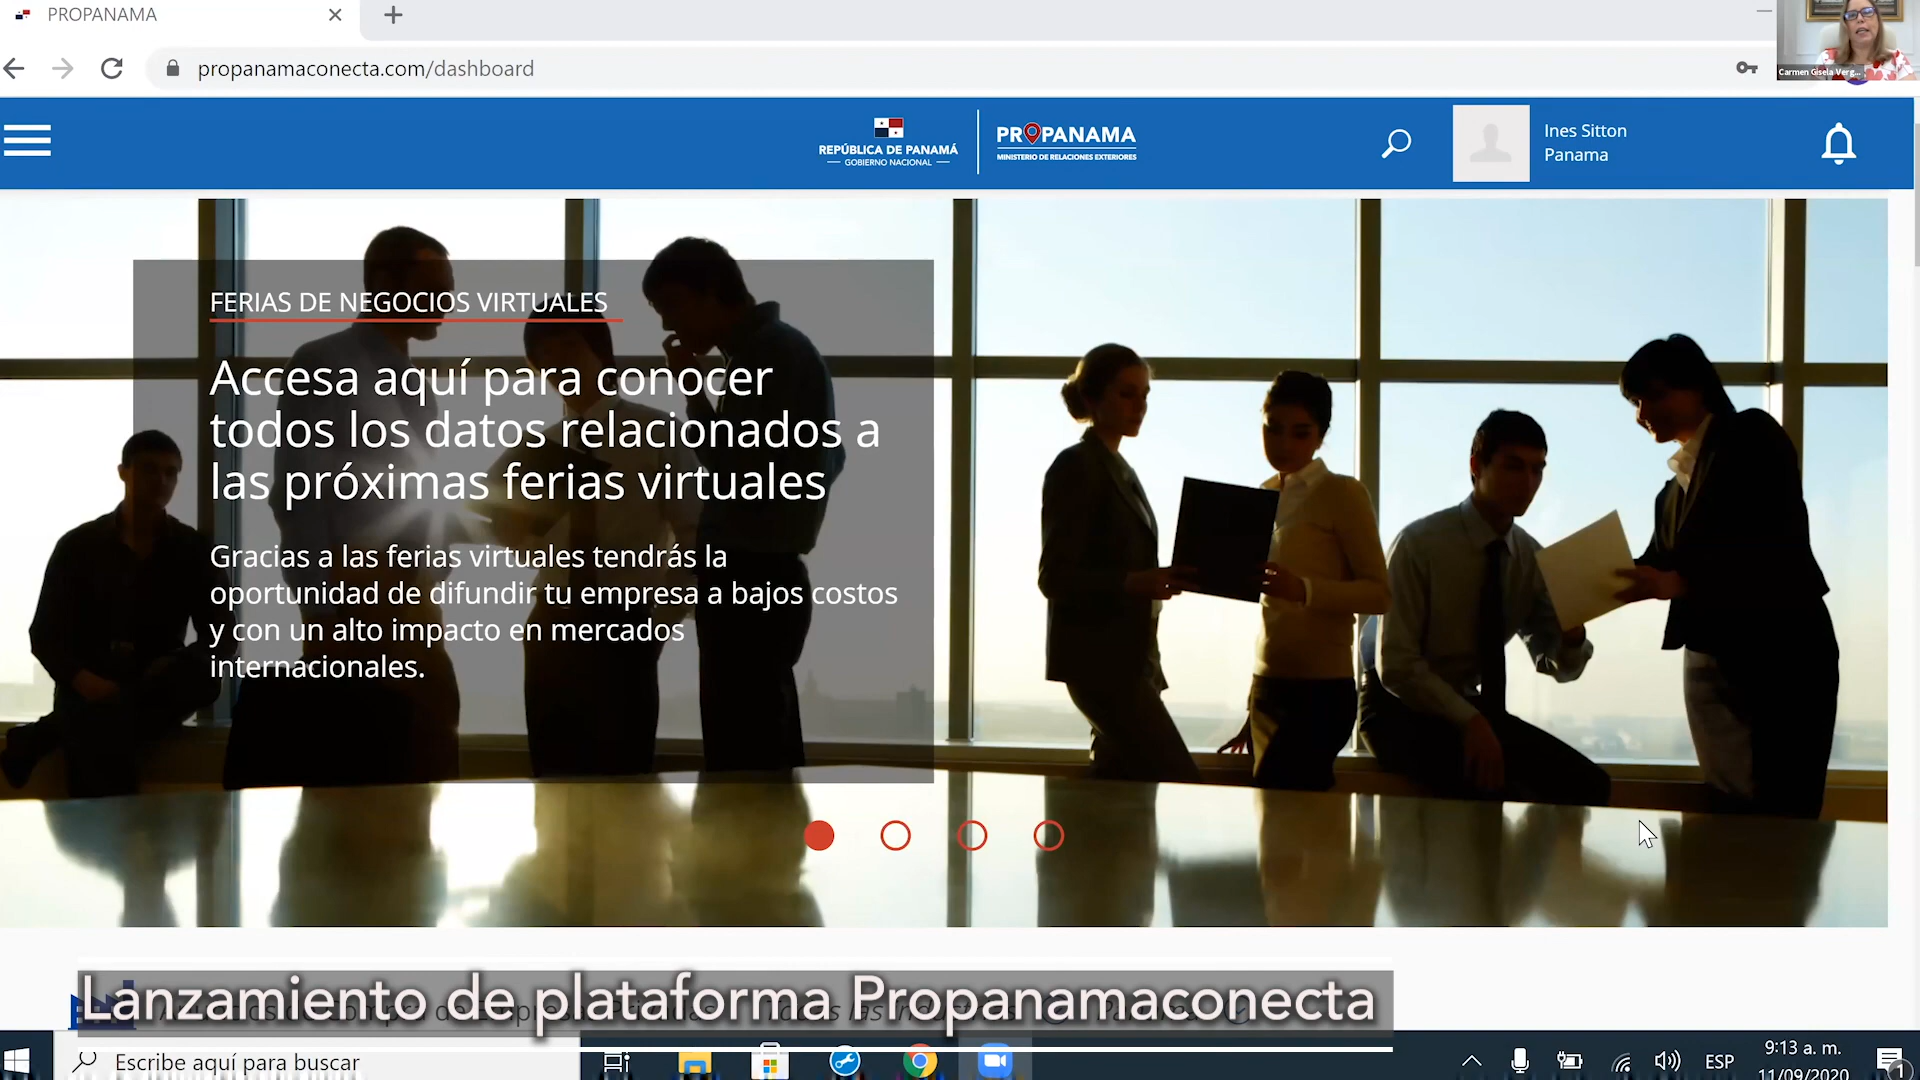 PROPANAMA
propanamaconecta.com/dashboard
Carmen Gisela Verg...
REPÚBLICA DE PANAMÁ
GOBIERNO NACIONAL
PROPANAMA
MINISTERIO DE RELACIONES EXTERIORES
Ines Sitton
Panama
FERIAS DE NEGOCIOS VIRTUALES
Accesa aquí para conocer
todos los datos relacionados a
las próximas ferias virtuales
Gracias a las ferias virtuales tendrás la
oportunidad de difundir tu empresa a bajos costos
y con un alto impacto en mercados
internacionales.
Lanzamiento de plataforma Propanamaconecta
Escribe aquí para buscar
ESP
9:13 a. m.
11/09/2020
1